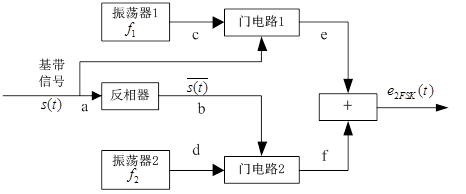 振荡器1
f₁
c
门电路1
e
基带
信号
s(t)
a
反相器
s̅(̅t̅)̅
b
+
e₂FSK(t)
振荡器2
f₂
d
门电路2
f